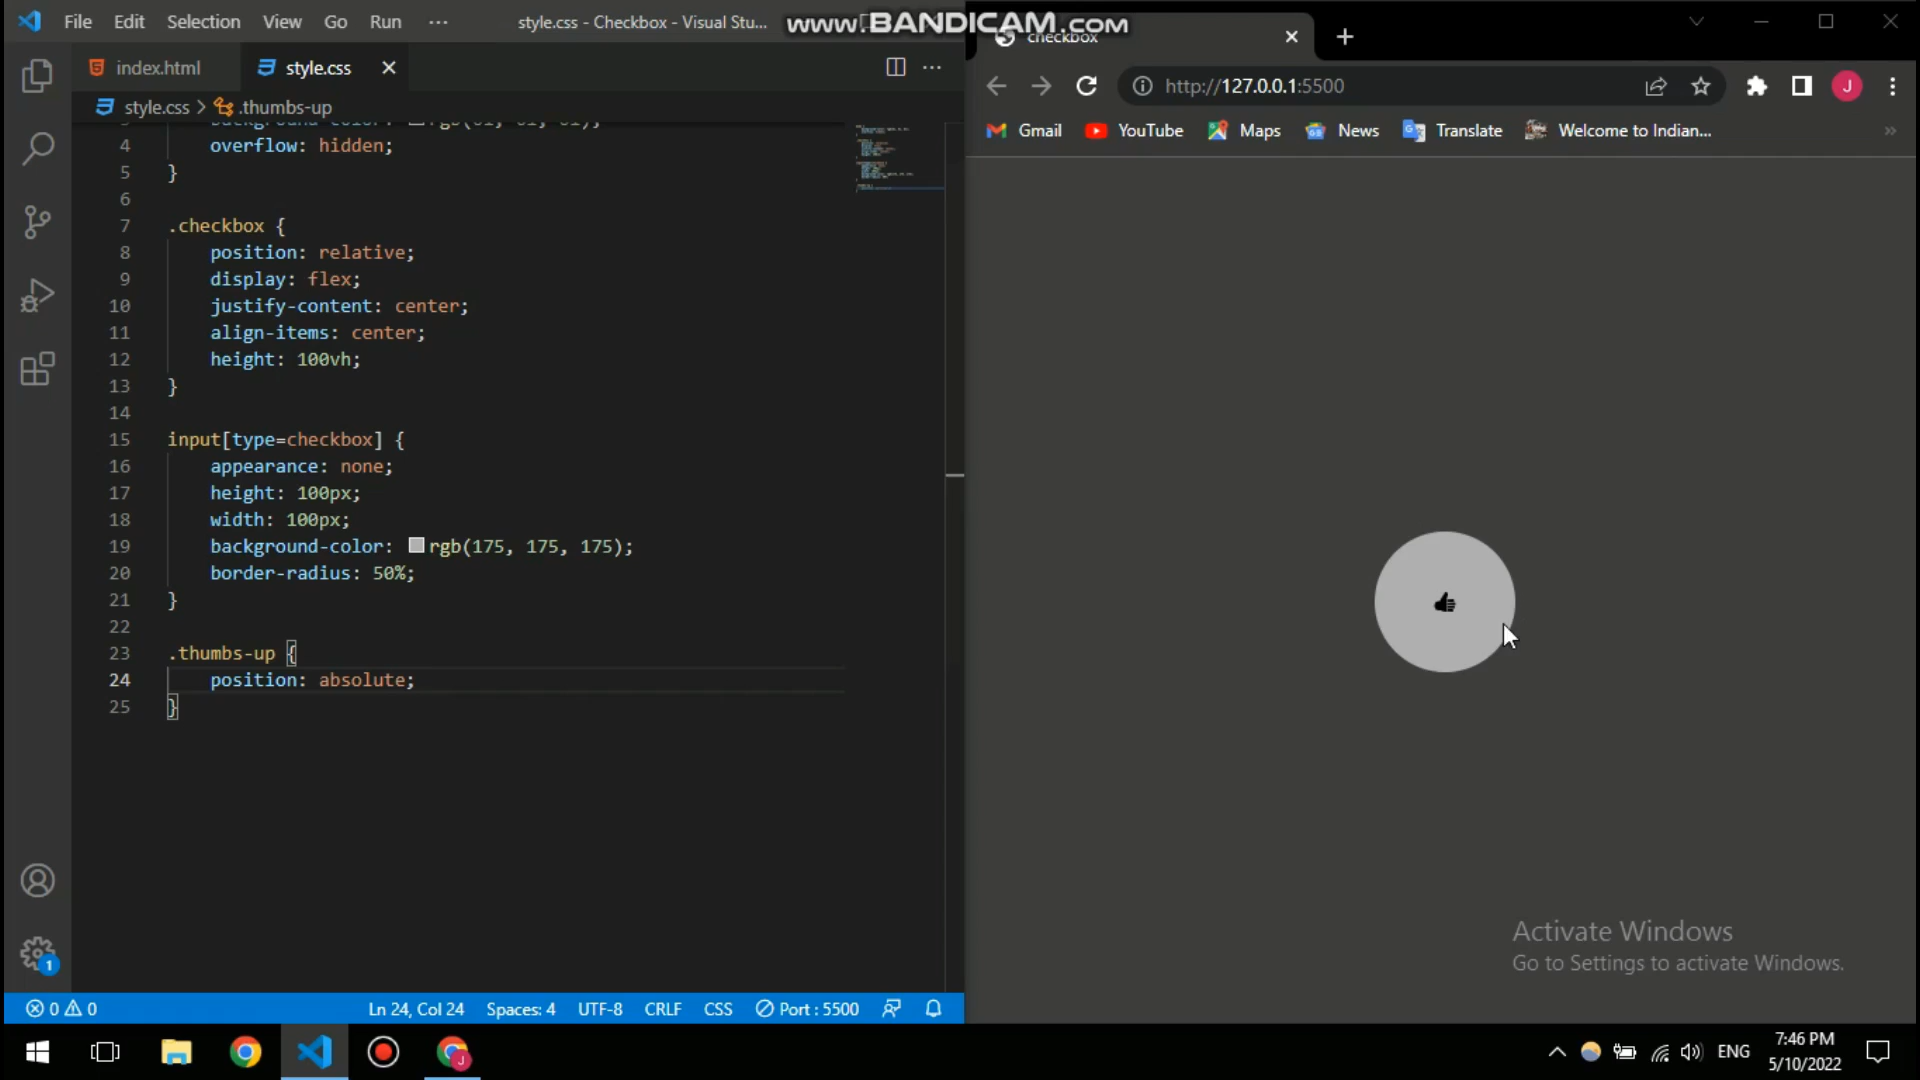 File Edit Selection View Go Run ··· style.css - Checkbox - Visual Stu...
www.BANDICAM.com
checkbox
index.html style.css
style.css > .thumbs-up
http://127.0.0.1:5500
Gmail YouTube Maps News Translate Welcome to Indian...
4 overflow: hidden;
5 }
6
7 .checkbox {
8 position: relative;
9 display: flex;
10 justify-content: center;
11 align-items: center;
12 height: 100vh;
13 }
14
15 input[type=checkbox] {
16 appearance: none;
17 height: 100px;
18 width: 100px;
19 background-color: rgb(175, 175, 175);
20 border-radius: 50%;
21 }
22
23 .thumbs-up {
24 position: absolute;
25 }
J
1
Activate Windows
Go to Settings to activate Windows.
0 0 Ln 24, Col 24 Spaces: 4 UTF-8 CRLF CSS Port : 5500
J
ENG
7:46 PM
5/10/2022